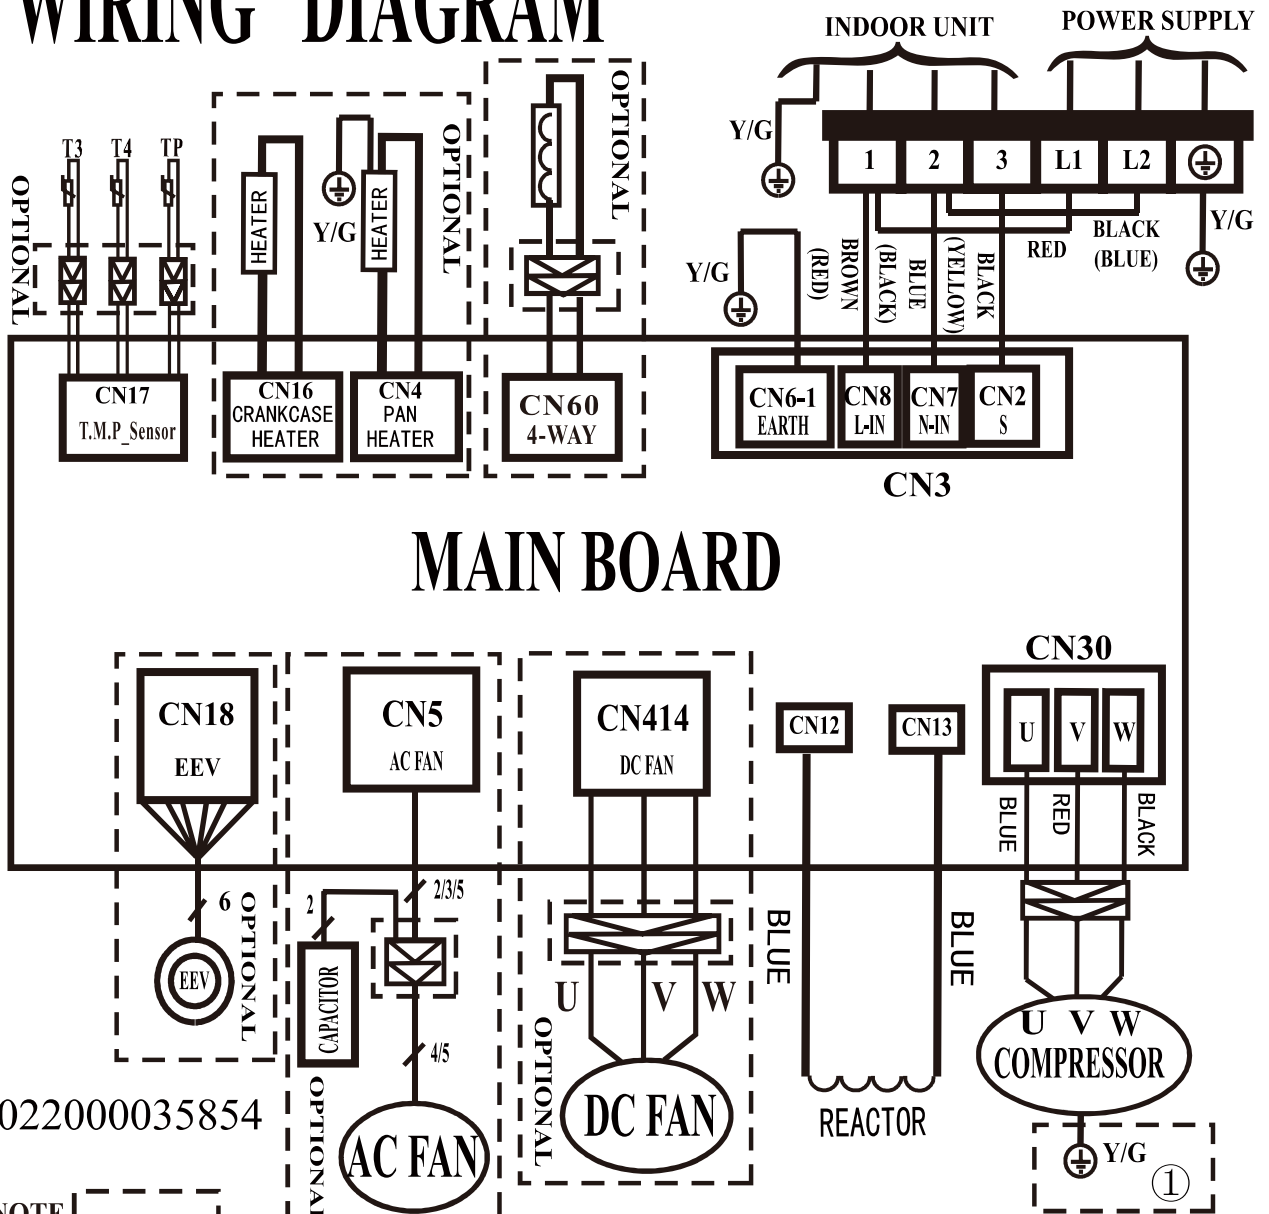 WIRING DIAGRAM
INDOOR UNIT
POWER SUPPLY
Y/G
1 2 3 L1 L2
Y/G
RED
BLACK
(BLUE)
T3 T4 TP
OPTIONAL
HEATER
Y/G
HEATER
OPTIONAL
OPTIONAL
Y/G
(RED)
BROWN
(BLACK)
BLUE
(YELLOW)
BLACK
CN17
T.M.P_Sensor
CN16
CRANKCASE
HEATER
CN4
PAN
HEATER
CN60
4-WAY
CN6-1
EARTH
CN8
L-IN
CN7
N-IN
CN2
S
CN3
MAIN BOARD
CN18
EEV
CN5
AC FAN
CN414
DC FAN
CN12
CN13
CN30
U V W
BLUE
RED
BLACK
6
OPTIONAL
EEV
2
2/3/5
CAPACITOR
4/5
OPTIONAL
AC FAN
U V W
OPTIONAL
DC FAN
BLUE
BLUE
REACTOR
U V W
COMPRESSOR
Y/G
①
022000035854
NOTE